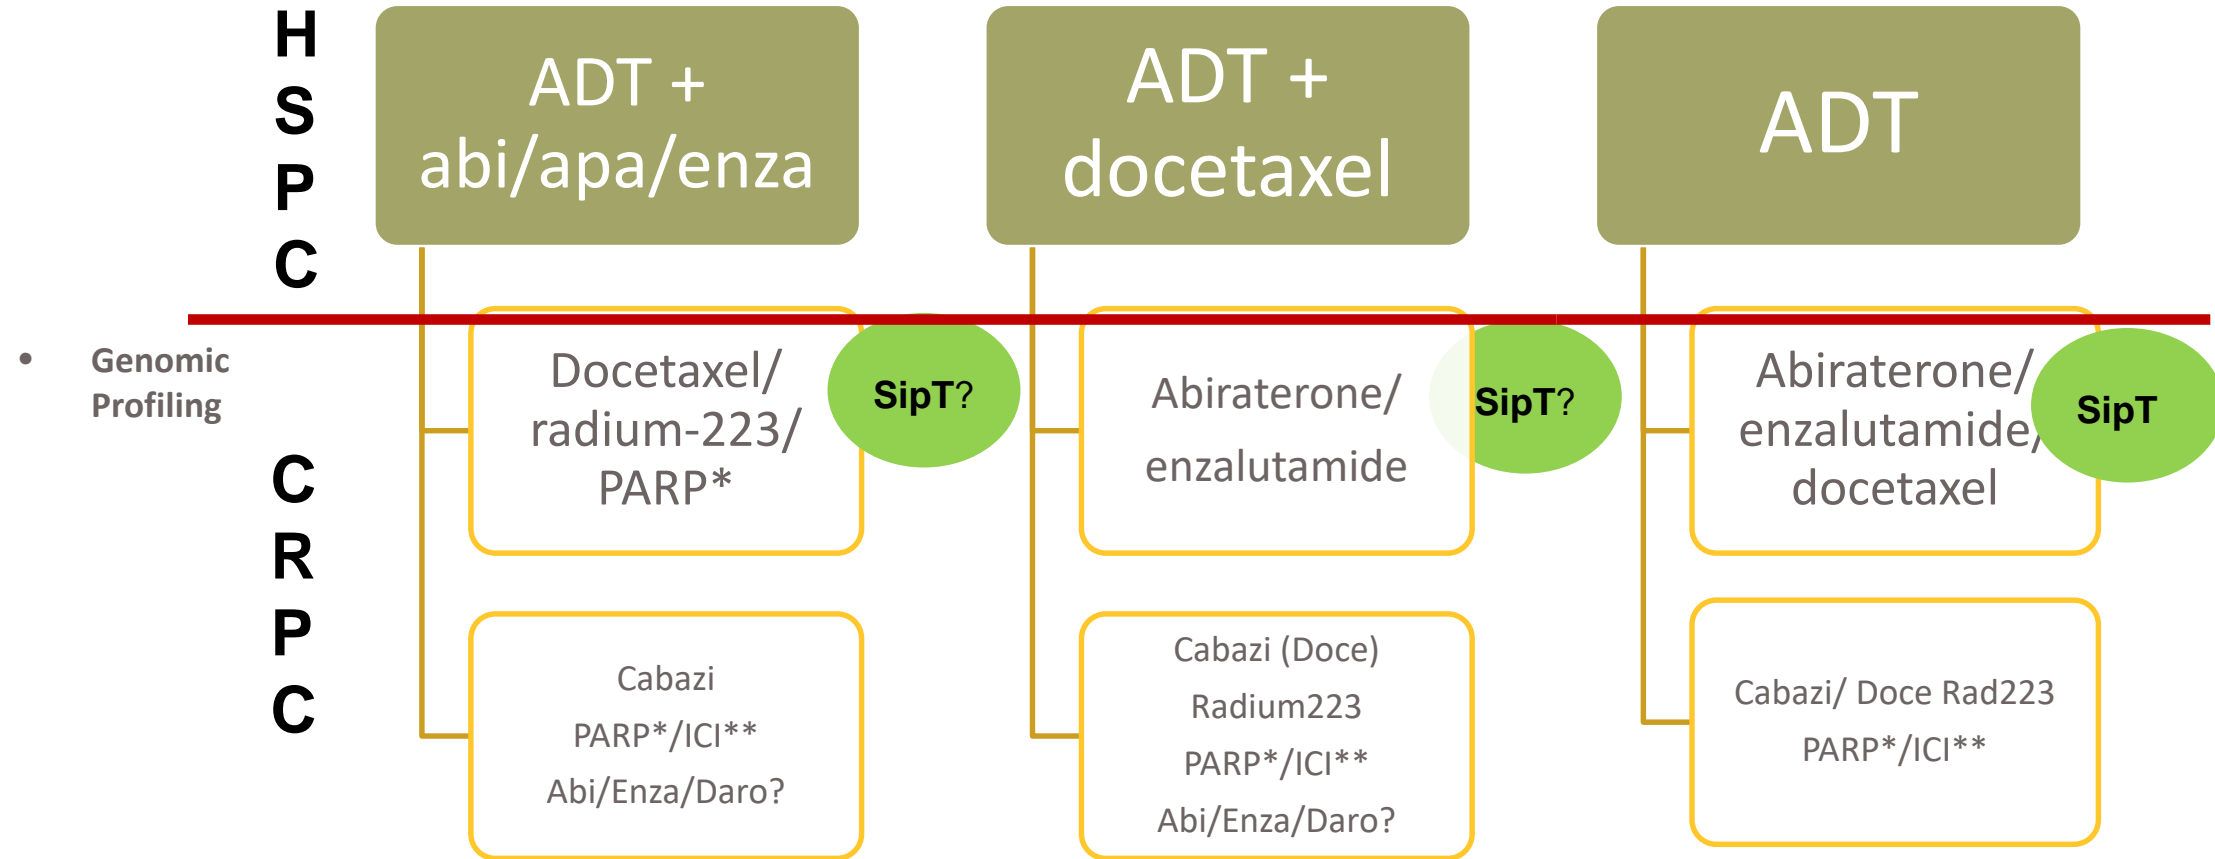 H
S
P
C
ADT +
abi/apa/enza
ADT +
docetaxel
ADT
• Genomic
Profiling
C
R
P
C
Docetaxel/
radium-223/
PARP*
SipT?
Abiraterone/
enzalutamide
SipT?
Abiraterone/
enzalutamide/
docetaxel
SipT
Cabazi
PARP*/ICI**
Abi/Enza/Daro?
Cabazi (Doce)
Radium223
PARP*/ICI**
Abi/Enza/Daro?
Cabazi/ Doce Rad223
PARP*/ICI**